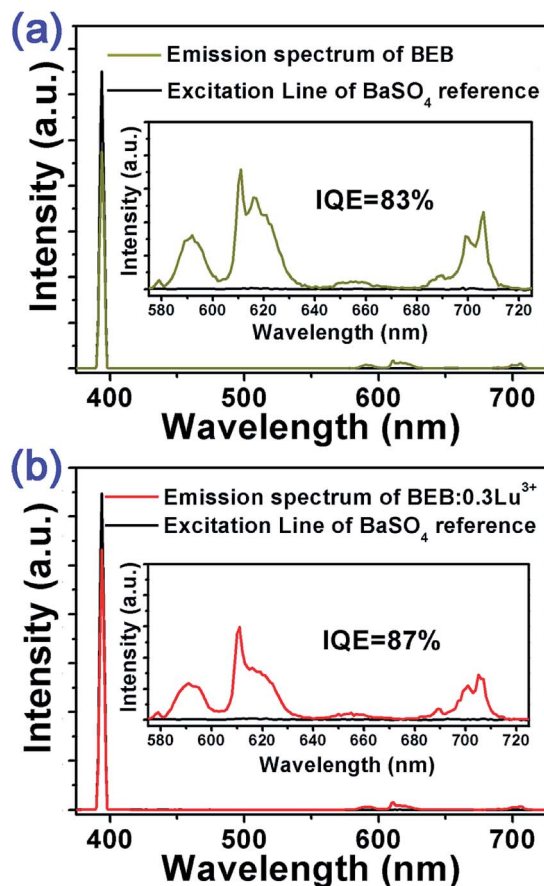 (a)
Emission spectrum of BEB
Excitation Line of BaSO₄ reference
Intensity (a.u.)
Intensity (a.u.)
IQE=83%
580 600 620 640 660 680 700 720
Wavelength (nm)
400 500 600 700
Wavelength (nm)
(b)
Emission spectrum of BEB:0.3Lu³⁺
Excitation Line of BaSO₄ reference
Intensity (a.u.)
Intensity (a.u.)
IQE=87%
580 600 620 640 660 680 700 720
Wavelength (nm)
400 500 600 700
Wavelength (nm)